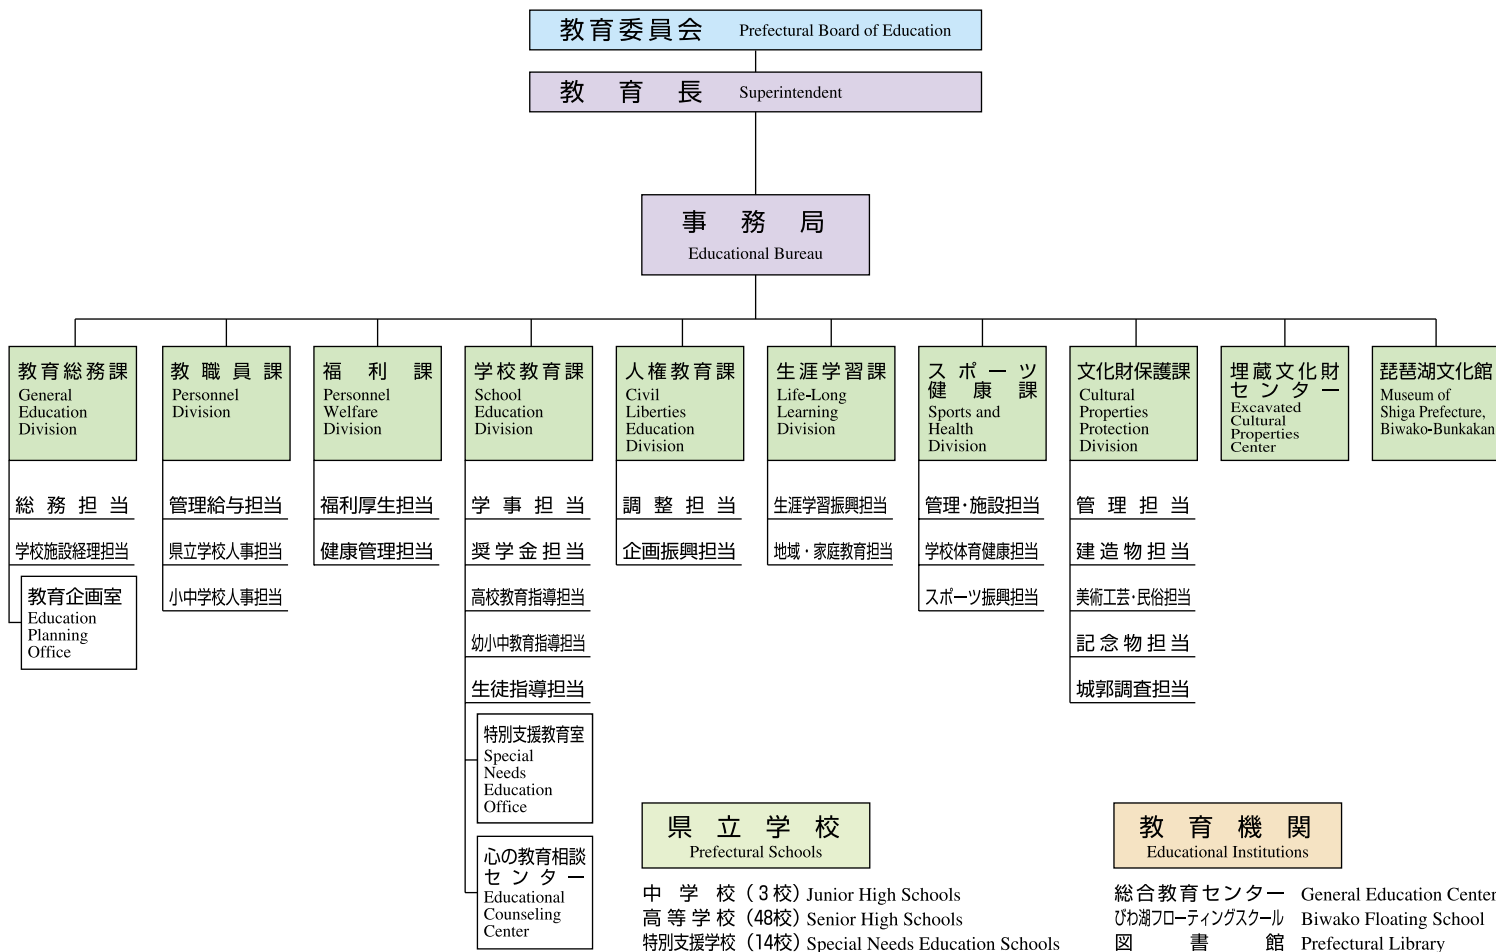 教育委員会 Prefectural Board of Education
教育長 Superintendent
事務局
Educational Bureau
教育総務課
General
Education
Division
総務担当
学校施設経理担当
教育企画室
Education
Planning
Office
教職員課
Personnel
Division
管理給与担当
県立学校人事担当
小中学校人事担当
福利課
Personnel
Welfare
Division
福利厚生担当
健康管理担当
学校教育課
School
Education
Division
学事担当
奨学金担当
高校教育指導担当
幼小中教育指導担当
生徒指導担当
特別支援教育室
Special
Needs
Education
Office
心の教育相談
センター
Educational
Counseling
Center
人権教育課
Civil
Liberties
Education
Division
調整担当
企画振興担当
生涯学習課
Life-Long
Learning
Division
生涯学習振興担当
地域・家庭教育担当
スポーツ
健康課
Sports and
Health
Division
管理・施設担当
学校体育健康担当
スポーツ振興担当
文化財保護課
Cultural
Properties
Protection
Division
管理担当
建造物担当
美術工芸・民俗担当
記念物担当
城郭調査担当
埋蔵文化財
センター
Excavated
Cultural
Properties
Center
琵琶湖文化館
Museum of
Shiga Prefecture,
Biwako-Bunkakan
県立学校
Prefectural Schools
中学校(3校) Junior High Schools
高等学校(48校) Senior High Schools
特別支援学校(14校) Special Needs Education Schools
教育機関
Educational Institutions
総合教育センター General Education Center
びわ湖フローティングスクール Biwako Floating School
図書館 Prefectural Library